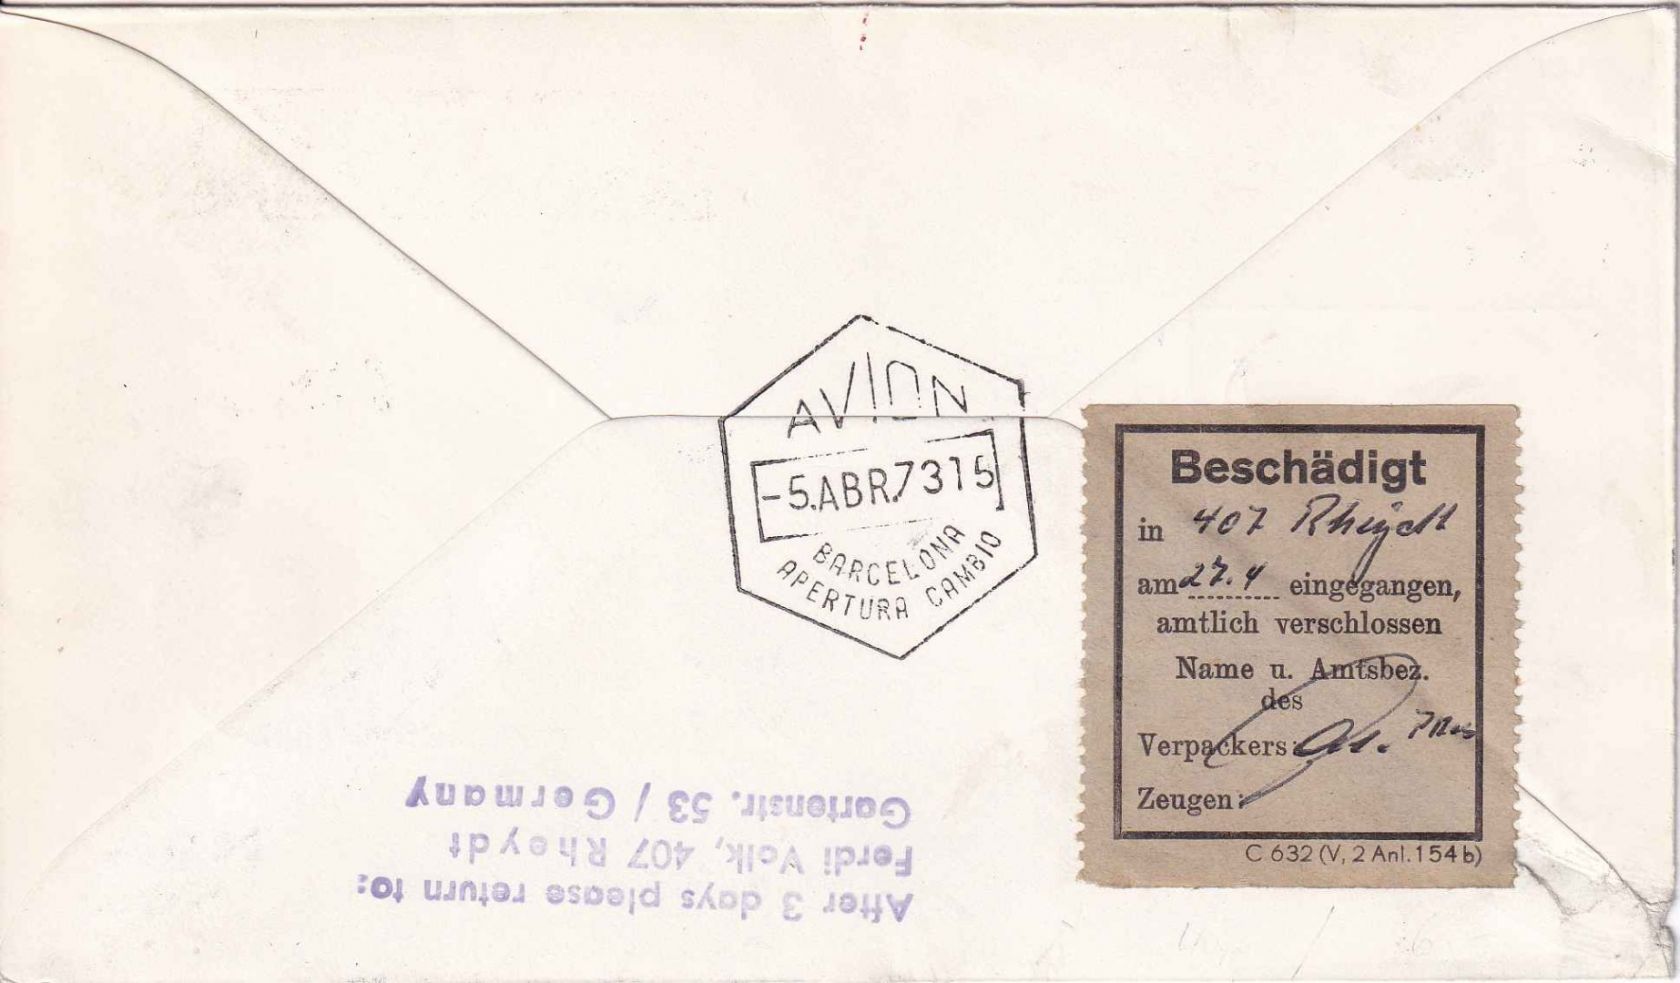 AVION
-5.ABR.7315
BARCELONA
APERTURA CAMBIO
Beschädigt
in 407 Rheydt
am 27.4 eingegangen,
amtlich verschlossen
Name u. Amtsbez.
des
Verpackers:
Zeugen:
C 632 (V, 2 Anl. 154 b)
After 3 days please return to:
Ferdi Volk, 407 Rheydt
Gartenstr. 53 / Germany